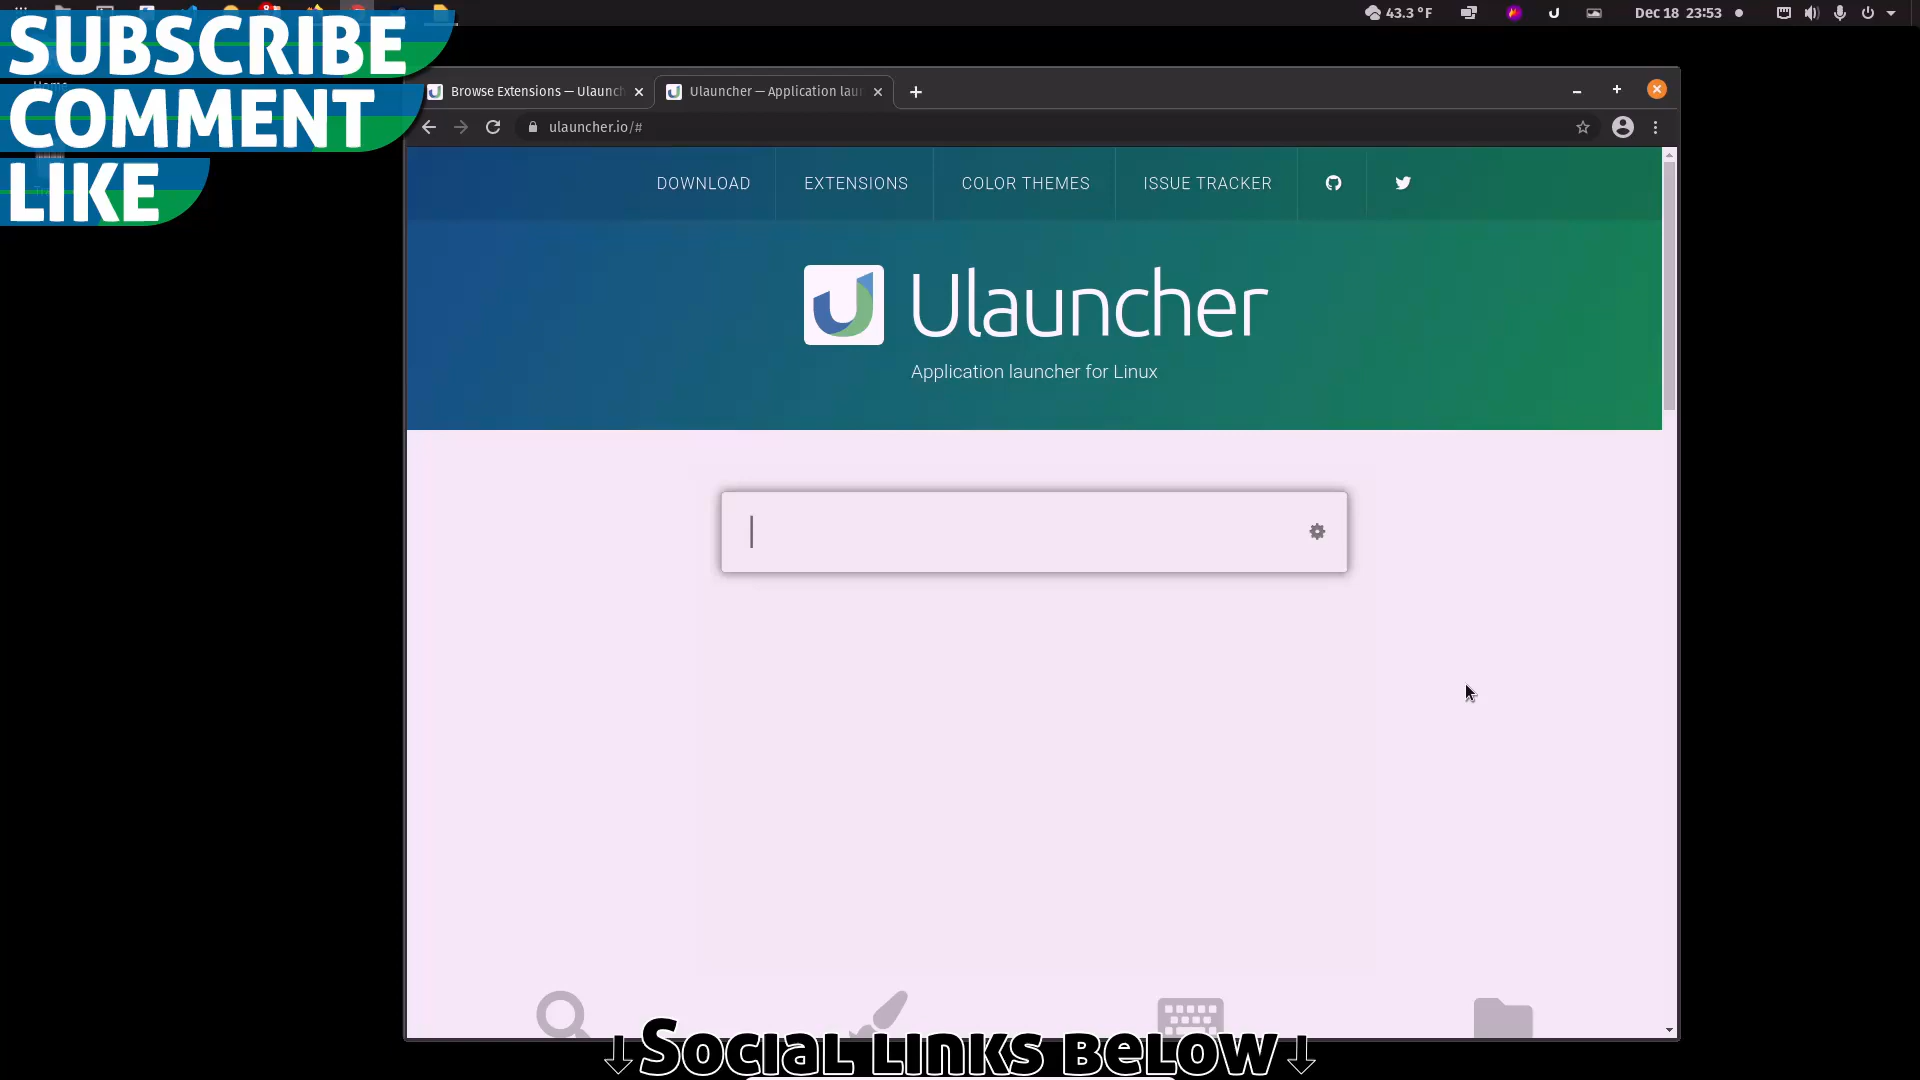 43.3 °F
Dec 18 23:53
SUBSCRIBE
COMMENT
LIKE
Browse Extensions — Ulaunch
Ulauncher — Application laun
ulauncher.io/#
DOWNLOAD
EXTENSIONS
COLOR THEMES
ISSUE TRACKER
Ulauncher
Application launcher for Linux
↓Social links below↓